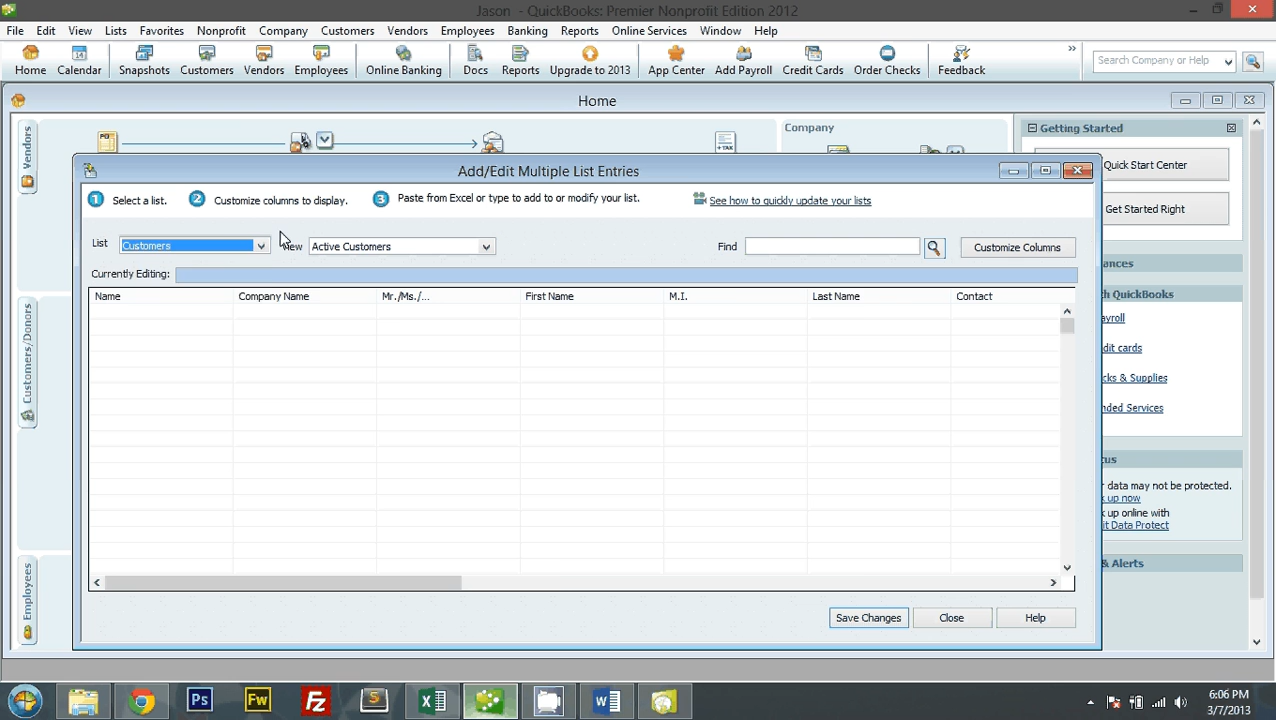 Jason - QuickBooks: Premier Nonprofit Edition 2012
File Edit View Lists Favorites Nonprofit Company Customers Vendors Employees Banking Reports Online Services Window Help
Home Calendar Snapshots Customers Vendors Employees Online Banking Docs Reports Upgrade to 2013 App Center Add Payroll Credit Cards Order Checks Feedback
Search Company or Help
Home
Vendors
Customers/Donors
Employees
Company
Getting Started
Quick Start Center
Get Started Right
Add/Edit Multiple List Entries
1 Select a list. 2 Customize columns to display. 3 Paste from Excel or type to add to or modify your list. See how to quickly update your lists
List Customers Active Customers Find Customize Columns
Currently Editing:
Name Company Name Mr./Ms./... First Name M.I. Last Name Contact
Save Changes Close Help
ances
h QuickBooks
ayroll
dit cards
cks & Supplies
nded Services
tus
r data may not be protected.
k up now
k up online with
it Data Protect
& Alerts
+TAX
Ps Fw Fz S X W
6:06 PM
3/7/2013